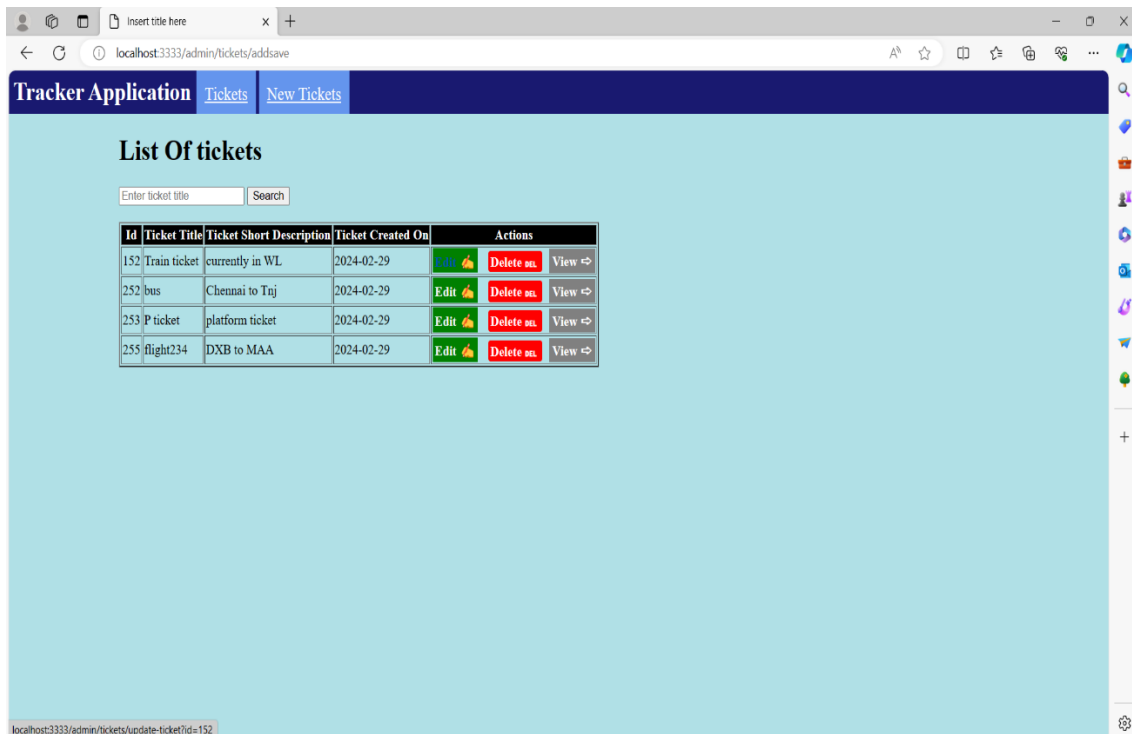 Insert title here
localhost:3333/admin/tickets/addsave
Tracker Application Tickets New Tickets
List Of tickets
Enter ticket title Search
Id Ticket Title Ticket Short Description Ticket Created On Actions
152 Train ticket currently in WL 2024-02-29 Edit Delete DEL View
252 bus Chennai to Tnj 2024-02-29 Edit Delete DEL View
253 P ticket platform ticket 2024-02-29 Edit Delete DEL View
255 flight234 DXB to MAA 2024-02-29 Edit Delete DEL View
localhost:3333/admin/tickets/update-ticket?id=152